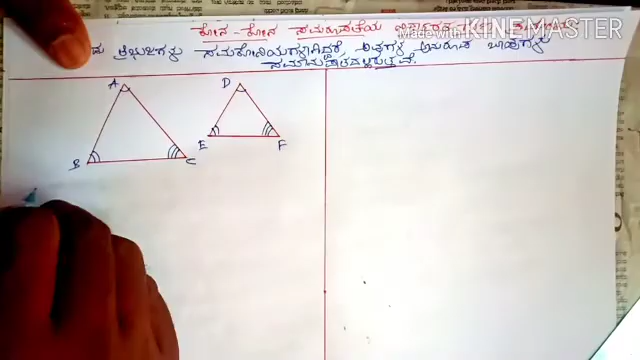 ಕೋನ - ಕೋನ ಸಮರೂಪತೆಯ
Made with KINEMASTER
ತ್ರಿಭುಜಗಳು ಸಮಕೋನಿಯಗಳಾಗಿದ್ದರೆ, ಅವುಗಳ ಅನುರೂಪ ಬಾಹುಗಳು
ಸಮಾನುಪಾತದಲ್ಲಿರುತ್ತವೆ.
A D
E F
B C